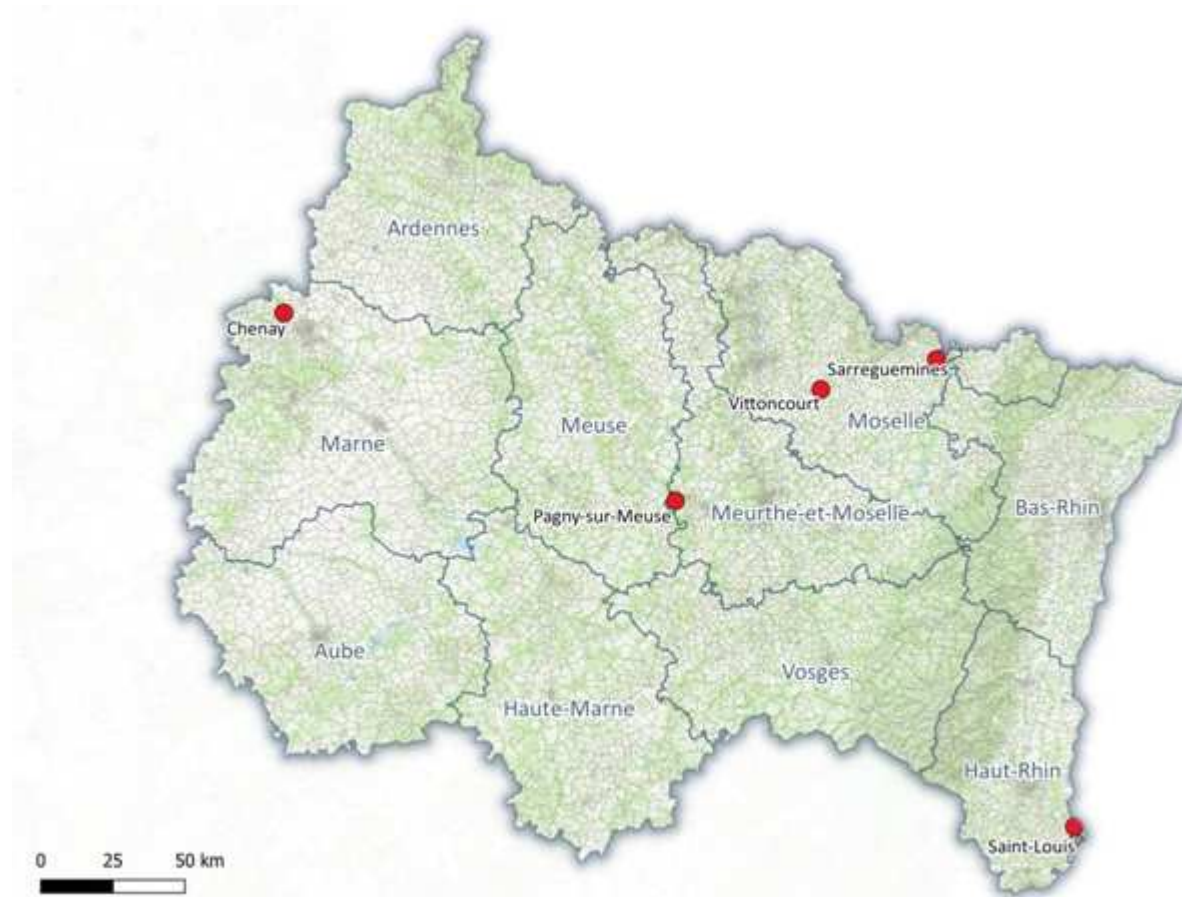 Ardennes
Chenay
Sarreguemines
Vittoncourt
Moselle
Meuse
Marne
Bas-Rhin
Pagny-sur-Meuse
Meurthe-et-Moselle
Aube
Vosges
Haute-Marne
Haut-Rhin
Saint-Louis
0 25 50 km